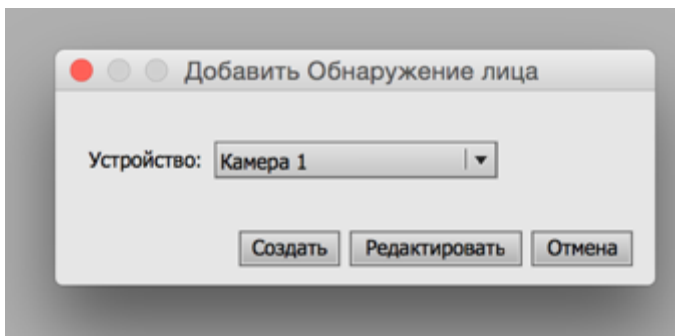 Добавить Обнаружение лица
Устройство: Камера 1
Создать Редактировать Отмена